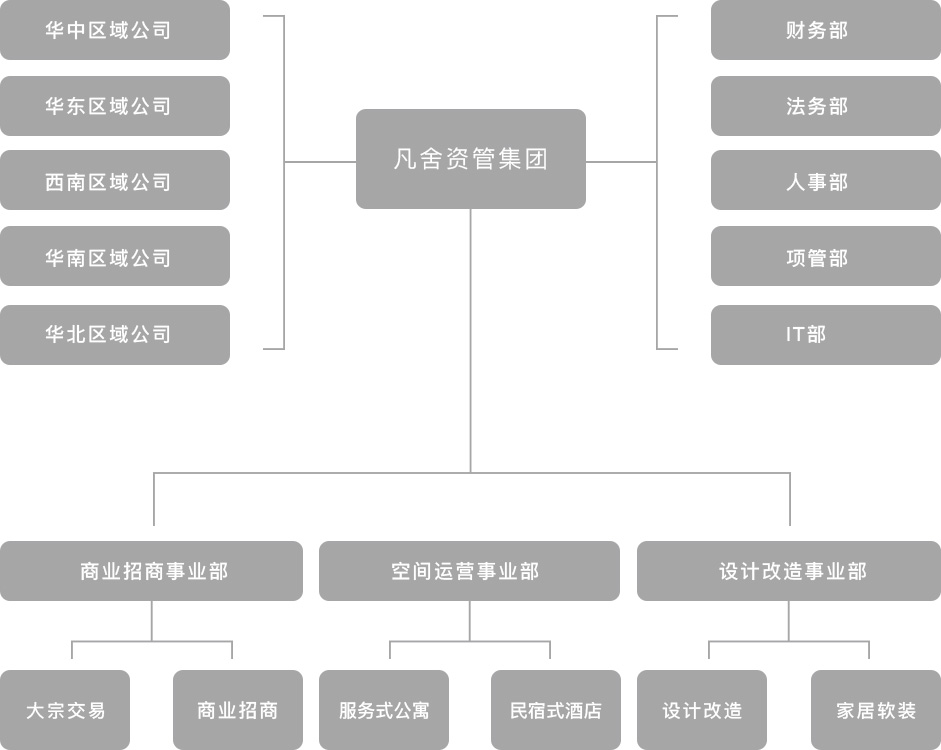 华中区域公司
财务部
华东区域公司
法务部
凡舍资管集团
西南区域公司
人事部
华南区域公司
项管部
华北区域公司
IT部
商业招商事业部
空间运营事业部
设计改造事业部
大宗交易
商业招商
服务式公寓
民宿式酒店
设计改造
家居软装